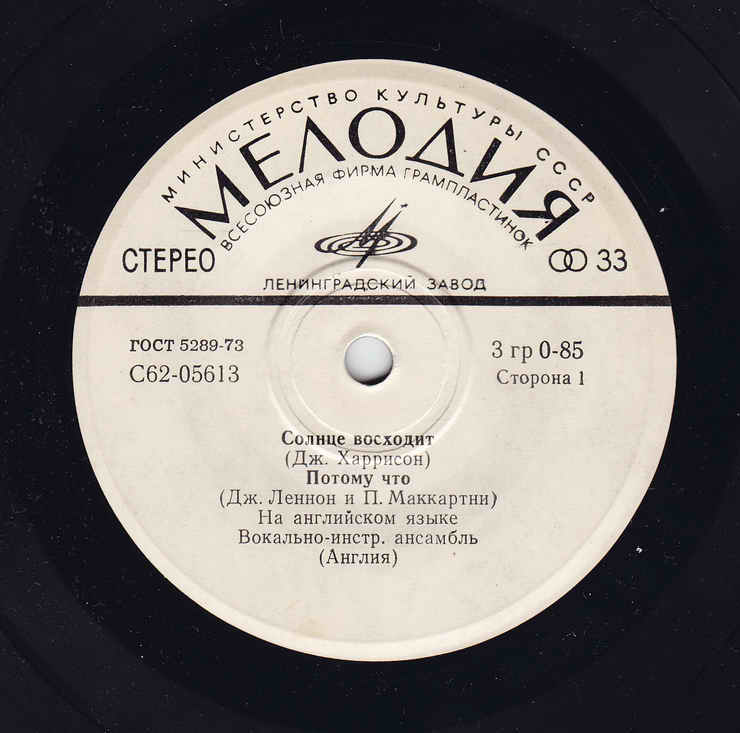 МИНИСТЕРСТВО КУЛЬТУРЫ СССР
МЕЛОДИЯ
ВСЕСОЮЗНАЯ ФИРМА ГРАМПЛАСТИНОК
СТЕРЕО
33
ЛЕНИНГРАДСКИЙ ЗАВОД
ГОСТ 5289-73
3 гр 0-85
С62-05613
Сторона 1
Солнце восходит
(Дж. Харрисон)
Потому что
(Дж. Леннон и П. Маккартни)
На английском языке
Вокально-инстр. ансамбль
(Англия)